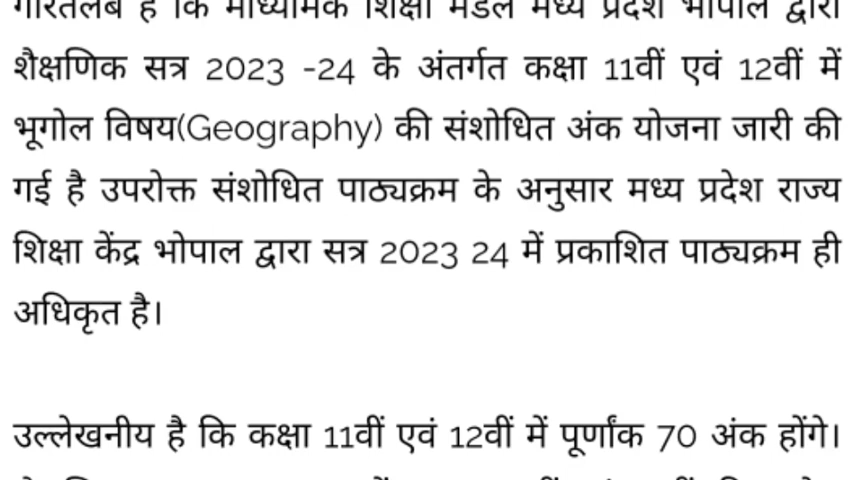 गौरतलब है कि माध्यमिक शिक्षा मंडल मध्य प्रदेश भोपाल द्वारा
शैक्षणिक सत्र 2023 -24 के अंतर्गत कक्षा 11वीं एवं 12वीं में
भूगोल विषय(Geography) की संशोधित अंक योजना जारी की
गई है उपरोक्त संशोधित पाठ्यक्रम के अनुसार मध्य प्रदेश राज्य
शिक्षा केंद्र भोपाल द्वारा सत्र 2023 24 में प्रकाशित पाठ्यक्रम ही
अधिकृत है।
उल्लेखनीय है कि कक्षा 11वीं एवं 12वीं में पूर्णांक 70 अंक होंगे।